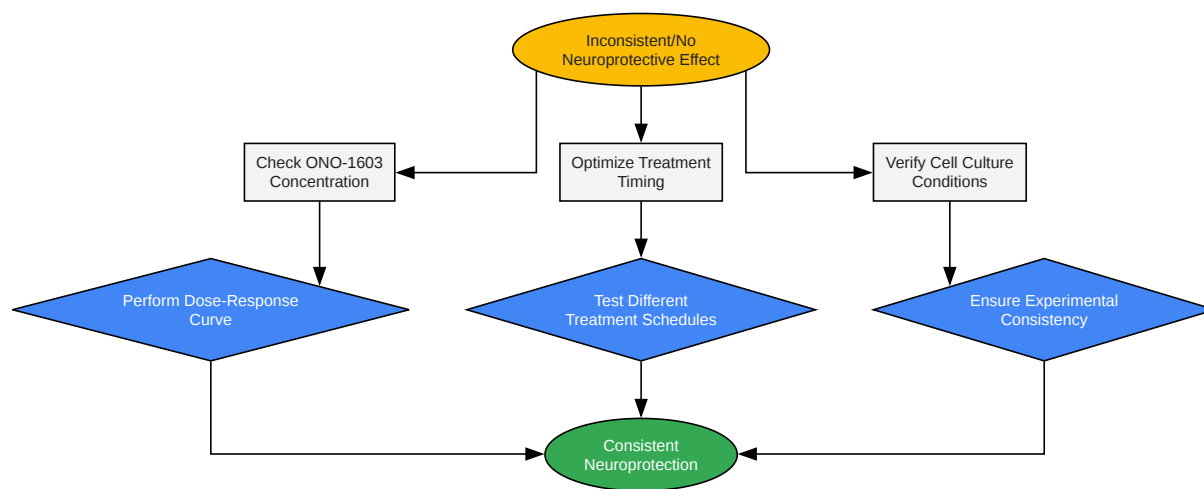 Inconsistent/No
Neuroprotective Effect
Check ONO-1603
Concentration
Optimize Treatment
Timing
Verify Cell Culture
Conditions
Perform Dose-Response
Curve
Test Different
Treatment Schedules
Ensure Experimental
Consistency
Consistent
Neuroprotection